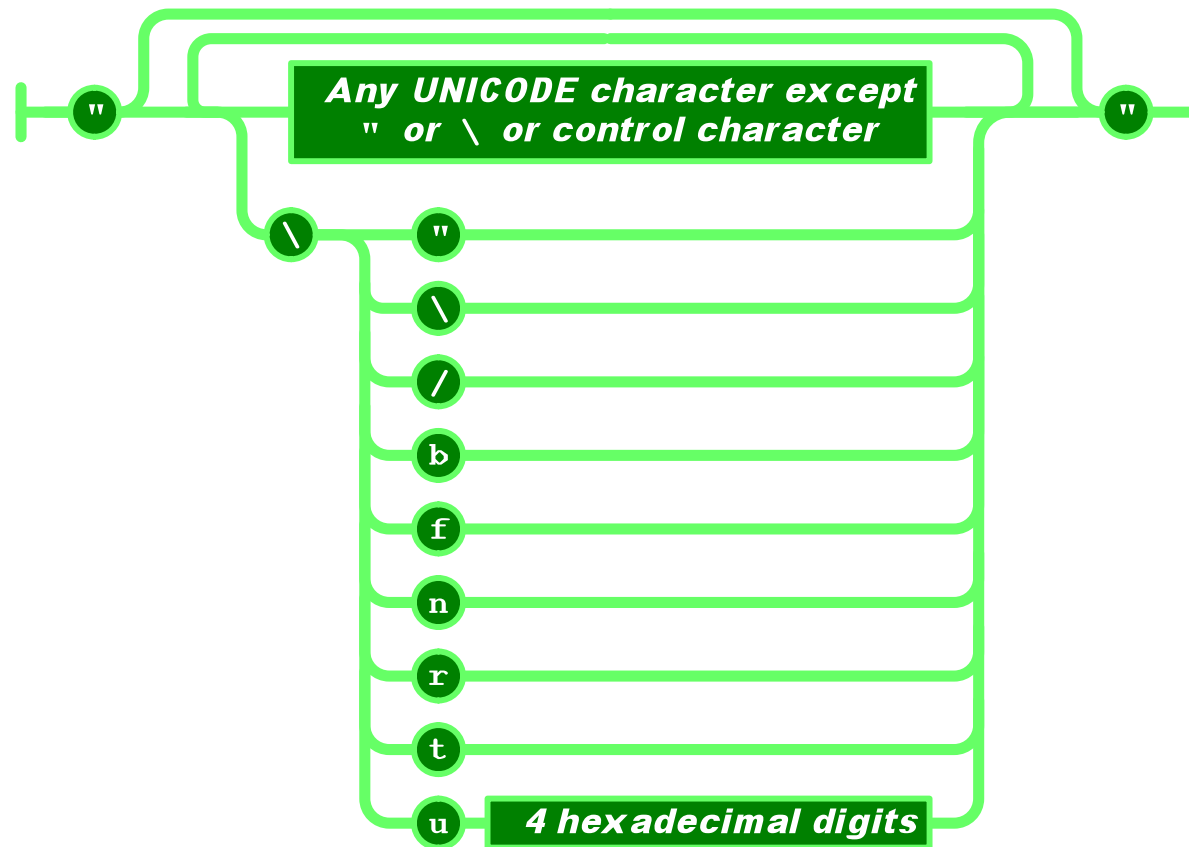 "
Any UNICODE character except
" or \ or control character
"
\
"
\
/
b
f
n
r
t
u
4 hexadecimal digits